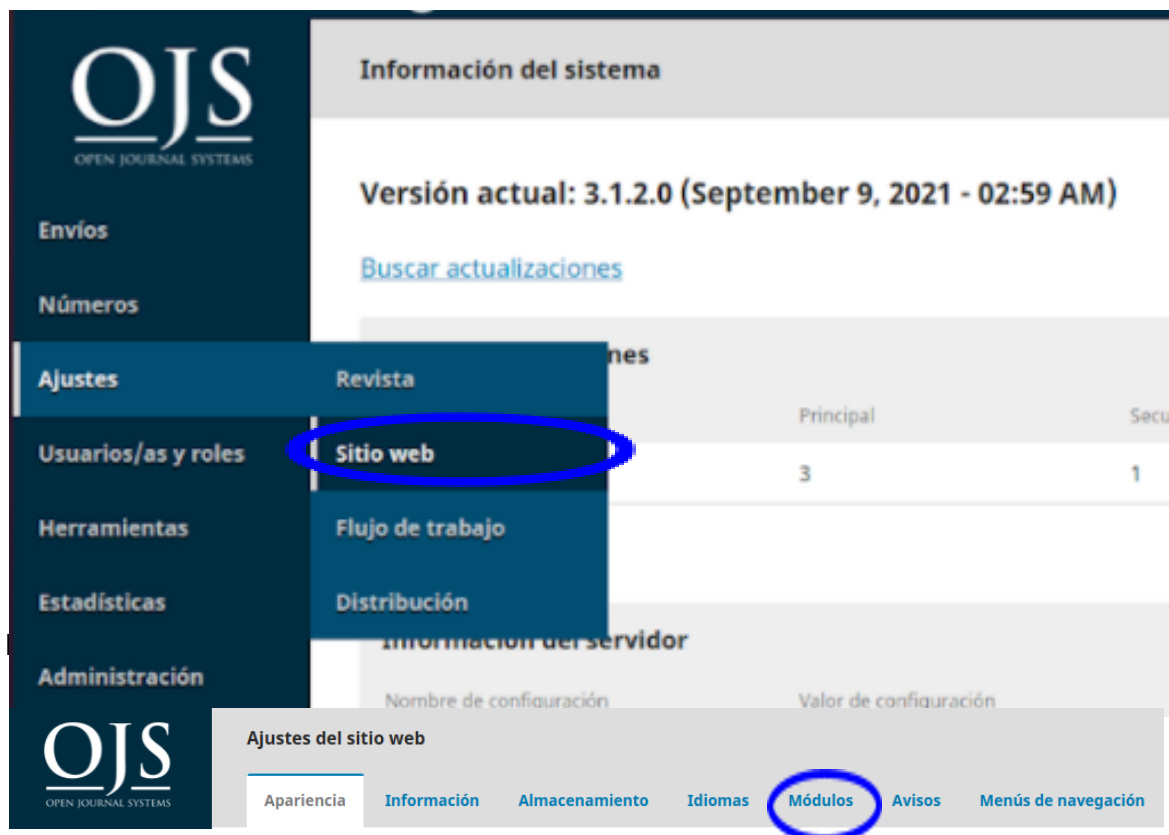 OJS
OPEN JOURNAL SYSTEMS
Información del sistema
Versión actual: 3.1.2.0 (September 9, 2021 - 02:59 AM)
Buscar actualizaciones
Envíos
Números
Ajustes
Usuarios/as y roles
Herramientas
Estadísticas
Administración
Revista
Sitio web
Flujo de trabajo
Distribución
Principal
3
1
Información del servidor
Nombre de configuración Valor de configuración
OJS
OPEN JOURNAL SYSTEMS
Ajustes del sitio web
Apariencia Información Almacenamiento Idiomas Módulos Avisos Menús de navegación